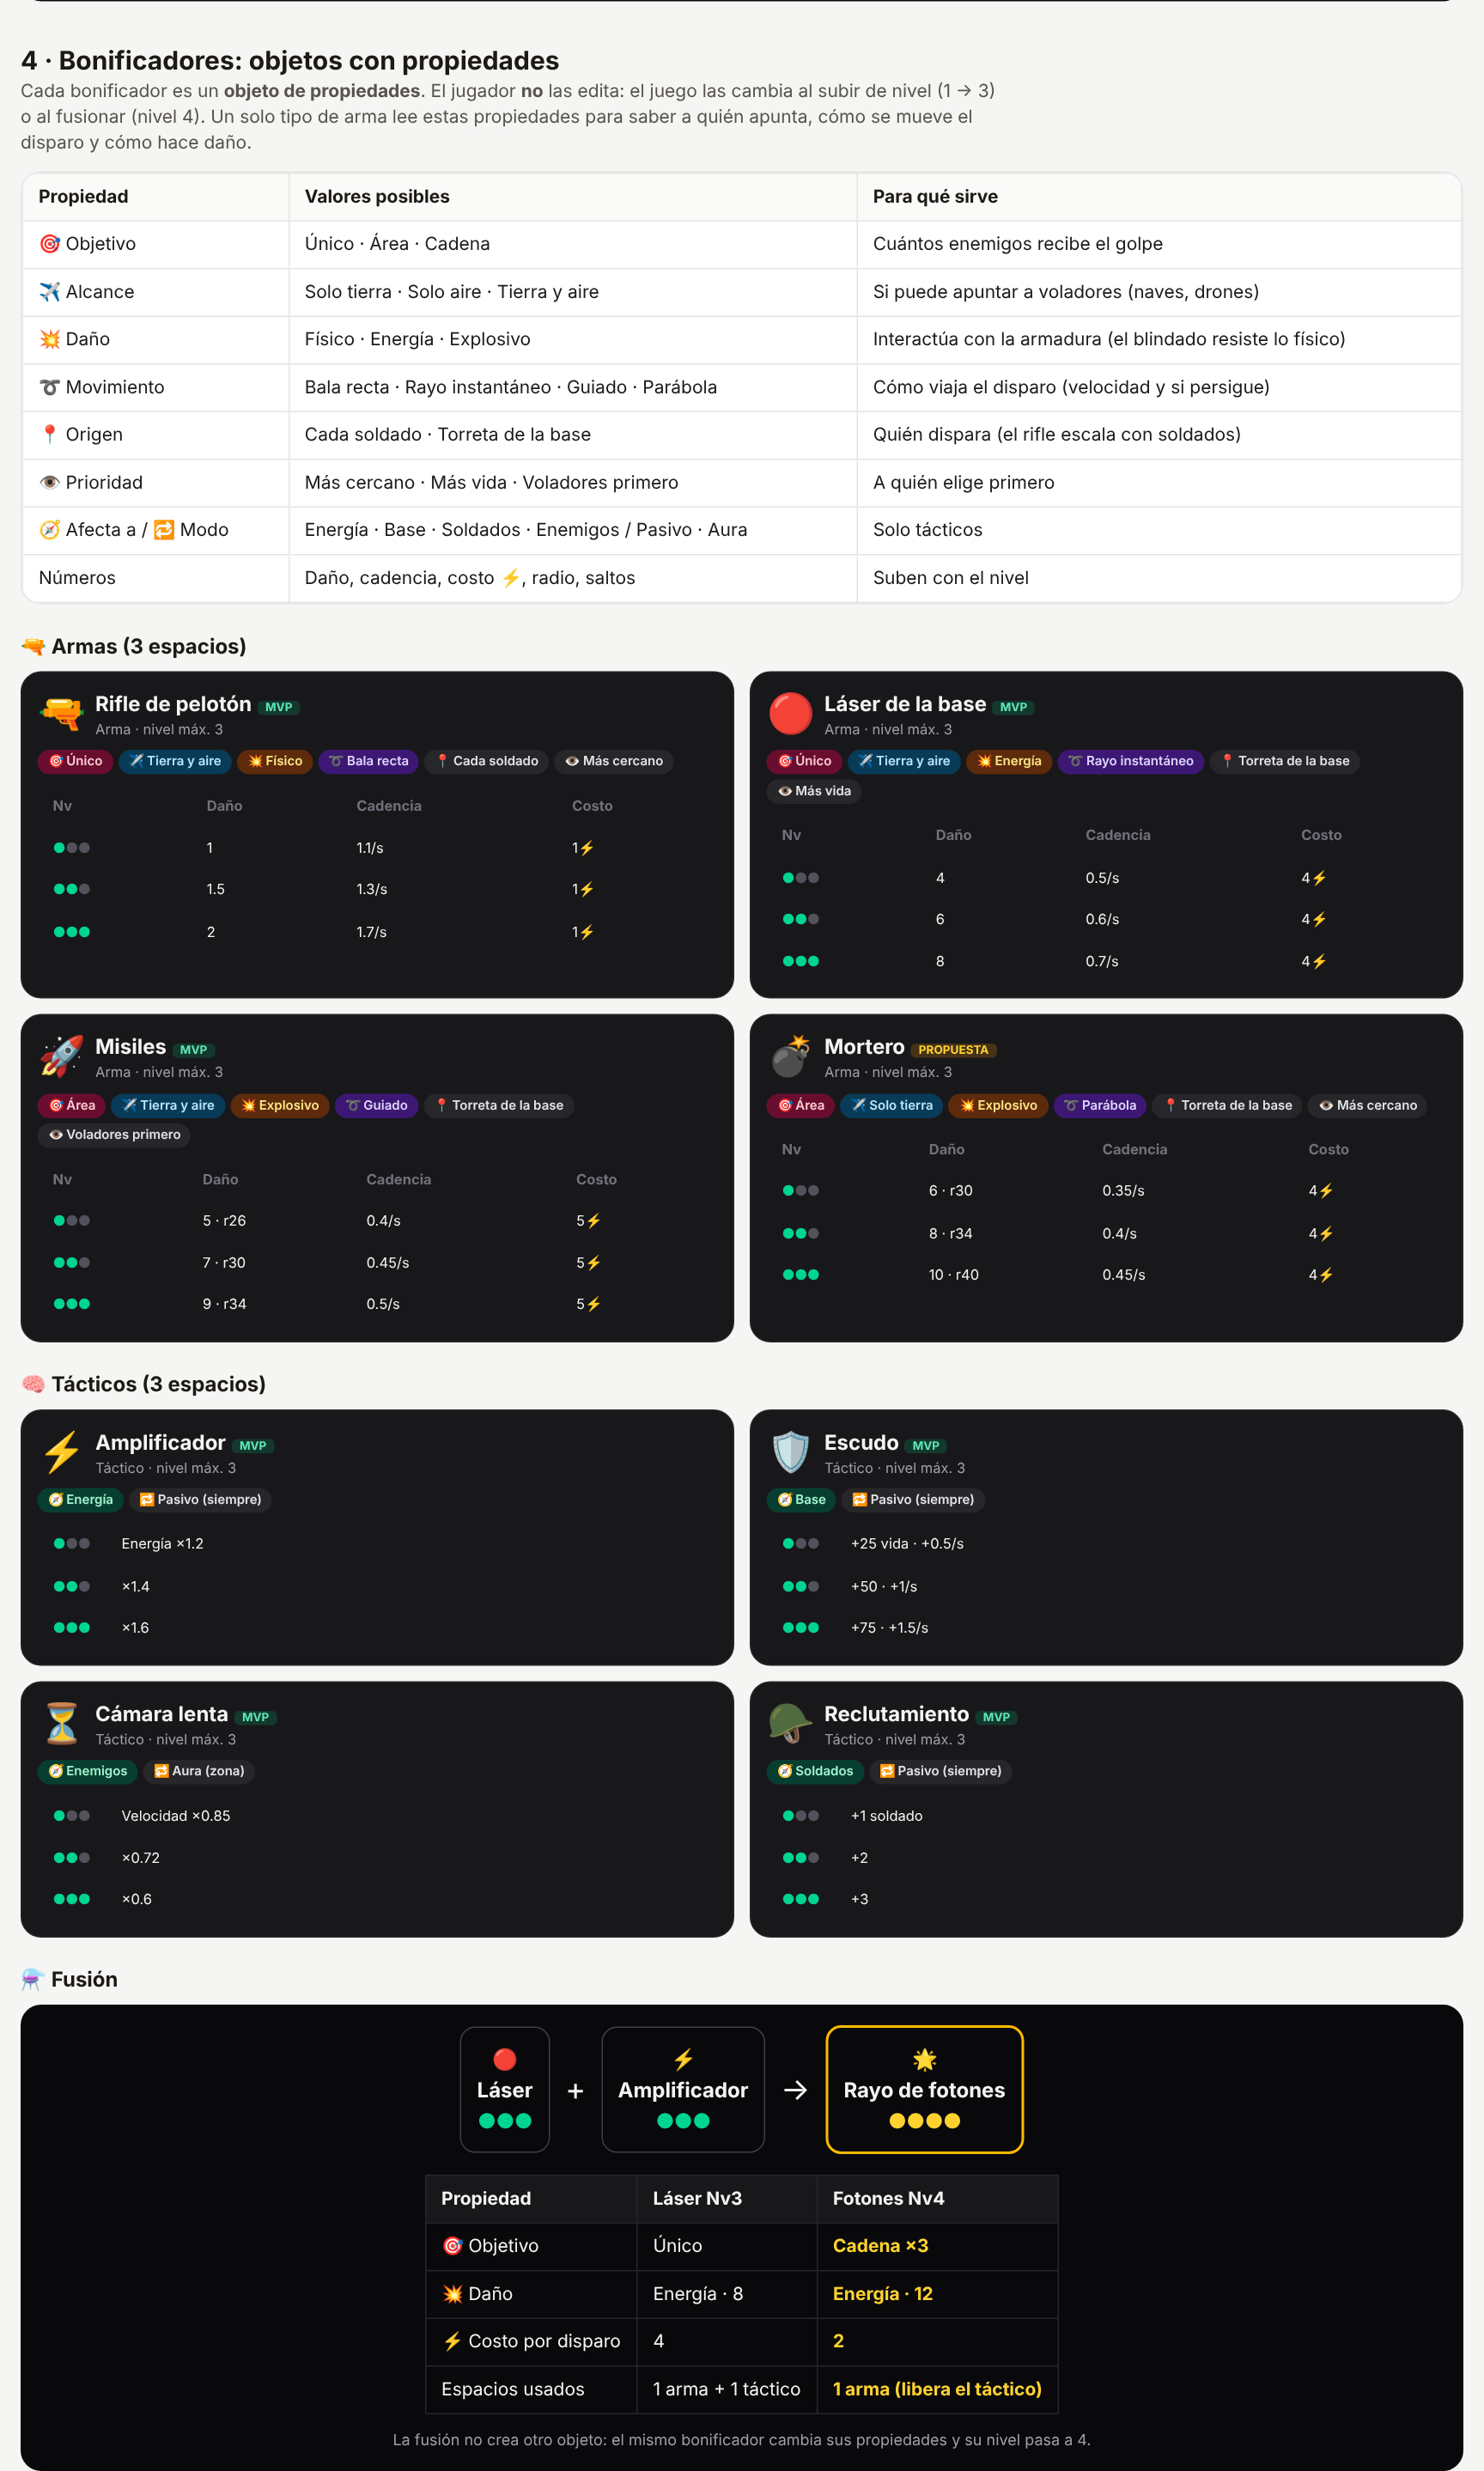 4 · Bonificadores: objetos con propiedades
Cada bonificador es un objeto de propiedades. El jugador no las edita: el juego las cambia al subir de nivel (1 → 3)
o al fusionar (nivel 4). Un solo tipo de arma lee estas propiedades para saber a quién apunta, cómo se mueve el
disparo y cómo hace daño.
Propiedad Valores posibles Para qué sirve
🎯 Objetivo Único · Área · Cadena Cuántos enemigos recibe el golpe
✈️ Alcance Solo tierra · Solo aire · Tierra y aire Si puede apuntar a voladores (naves, drones)
💥 Daño Físico · Energía · Explosivo Interactúa con la armadura (el blindado resiste lo físico)
➰ Movimiento Bala recta · Rayo instantáneo · Guiado · Parábola Cómo viaja el disparo (velocidad y si persigue)
📍 Origen Cada soldado · Torreta de la base Quién dispara (el rifle escala con soldados)
👁️ Prioridad Más cercano · Más vida · Voladores primero A quién elige primero
🧭 Afecta a / 🔁 Modo Energía · Base · Soldados · Enemigos / Pasivo · Aura Solo tácticos
Números Daño, cadencia, costo ⚡, radio, saltos Suben con el nivel
🔫 Armas (3 espacios)
Rifle de pelotón MVP
Arma · nivel máx. 3
🎯 Único ✈️ Tierra y aire 💥 Físico ➰ Bala recta 📍 Cada soldado 👁️ Más cercano
Nv Daño Cadencia Costo
1 1.1/s 1⚡
1.5 1.3/s 1⚡
2 1.7/s 1⚡
Láser de la base MVP
Arma · nivel máx. 3
🎯 Único ✈️ Tierra y aire 💥 Energía ➰ Rayo instantáneo 📍 Torreta de la base
👁️ Más vida
Nv Daño Cadencia Costo
4 0.5/s 4⚡
6 0.6/s 4⚡
8 0.7/s 4⚡
Misiles MVP
Arma · nivel máx. 3
🎯 Área ✈️ Tierra y aire 💥 Explosivo ➰ Guiado 📍 Torreta de la base
👁️ Voladores primero
Nv Daño Cadencia Costo
5 · r26 0.4/s 5⚡
7 · r30 0.45/s 5⚡
9 · r34 0.5/s 5⚡
Mortero PROPUESTA
Arma · nivel máx. 3
🎯 Área ✈️ Solo tierra 💥 Explosivo ➰ Parábola 📍 Torreta de la base 👁️ Más cercano
Nv Daño Cadencia Costo
6 · r30 0.35/s 4⚡
8 · r34 0.4/s 4⚡
10 · r40 0.45/s 4⚡
🧠 Tácticos (3 espacios)
Amplificador MVP
Táctico · nivel máx. 3
🧭 Energía 🔁 Pasivo (siempre)
Energía ×1.2
×1.4
×1.6
Escudo MVP
Táctico · nivel máx. 3
🧭 Base 🔁 Pasivo (siempre)
+25 vida · +0.5/s
+50 · +1/s
+75 · +1.5/s
Cámara lenta MVP
Táctico · nivel máx. 3
🧭 Enemigos 🔁 Aura (zona)
Velocidad ×0.85
×0.72
×0.6
Reclutamiento MVP
Táctico · nivel máx. 3
🧭 Soldados 🔁 Pasivo (siempre)
+1 soldado
+2
+3
⚗️ Fusión
Láser + Amplificador → Rayo de fotones
Propiedad Láser Nv3 Fotones Nv4
🎯 Objetivo Único Cadena ×3
💥 Daño Energía · 8 Energía · 12
⚡ Costo por disparo 4 2
Espacios usados 1 arma + 1 táctico 1 arma (libera el táctico)
La fusión no crea otro objeto: el mismo bonificador cambia sus propiedades y su nivel pasa a 4.